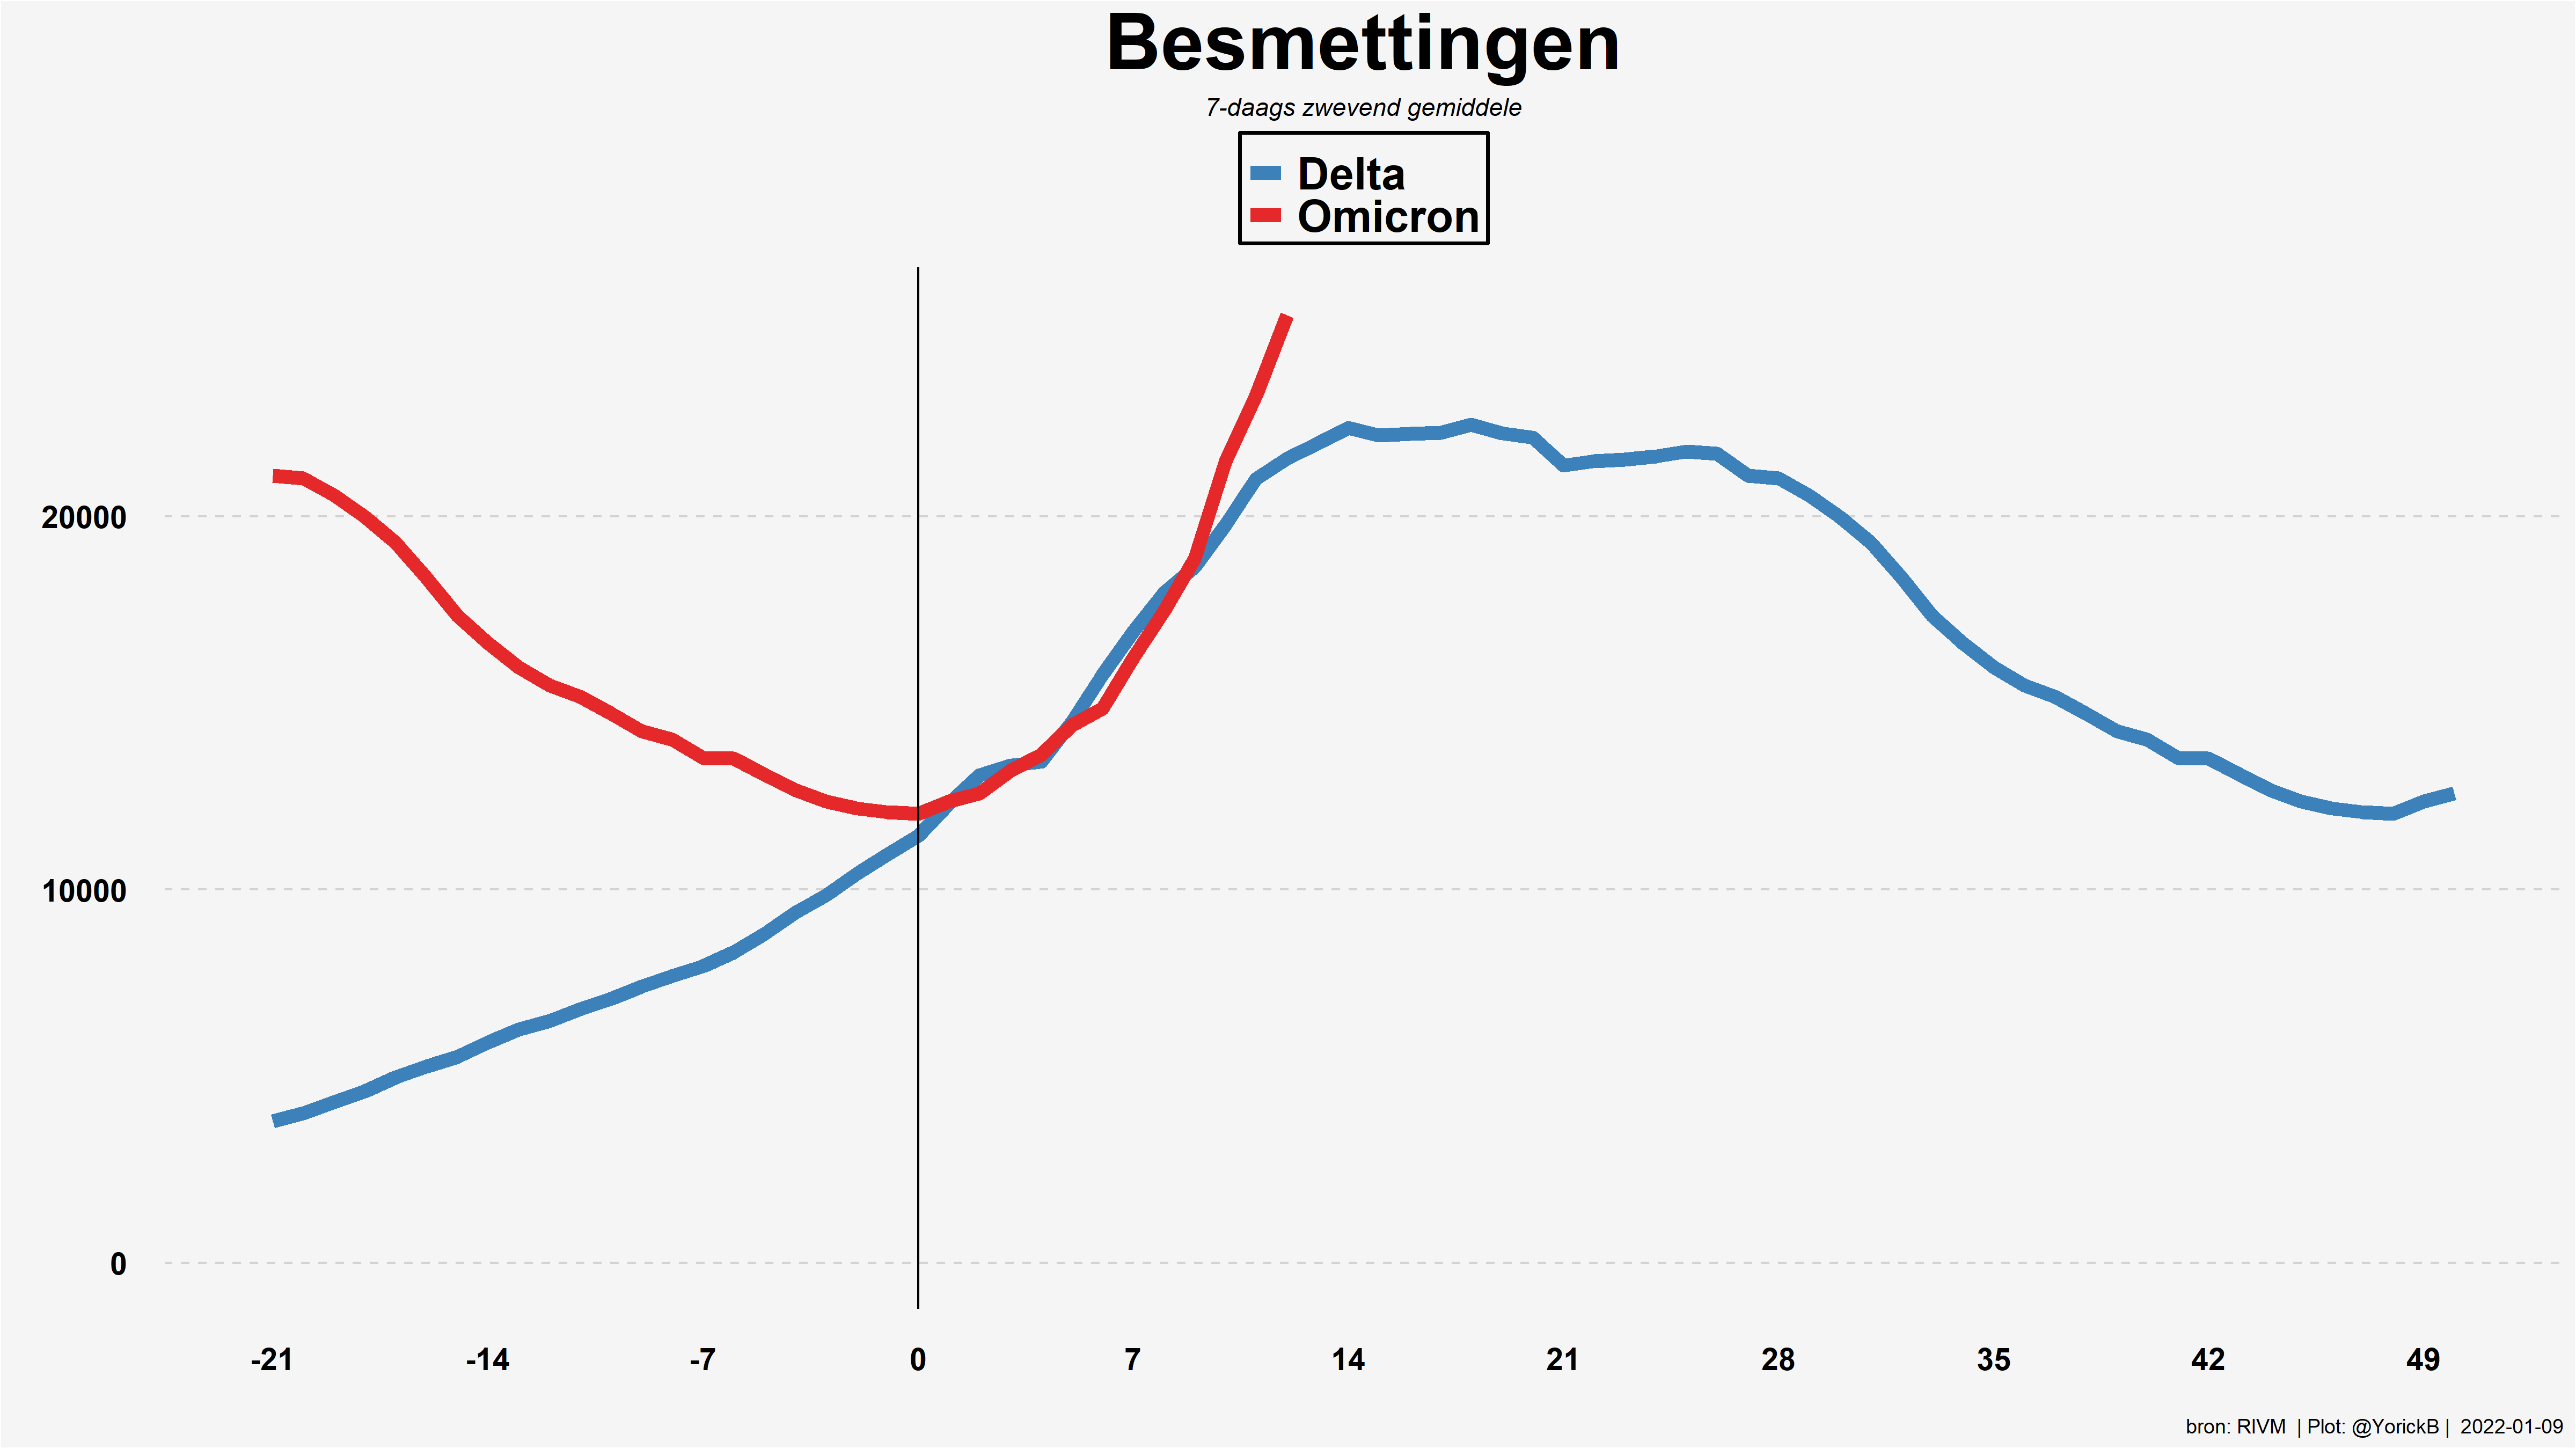 Besmettingen
7-daags zwevend gemiddele
Delta
Omicron
20000
10000
0
-21 -14 -7 0 7 14 21 28 35 42 49
bron: RIVM | Plot: @YorickB | 2022-01-09